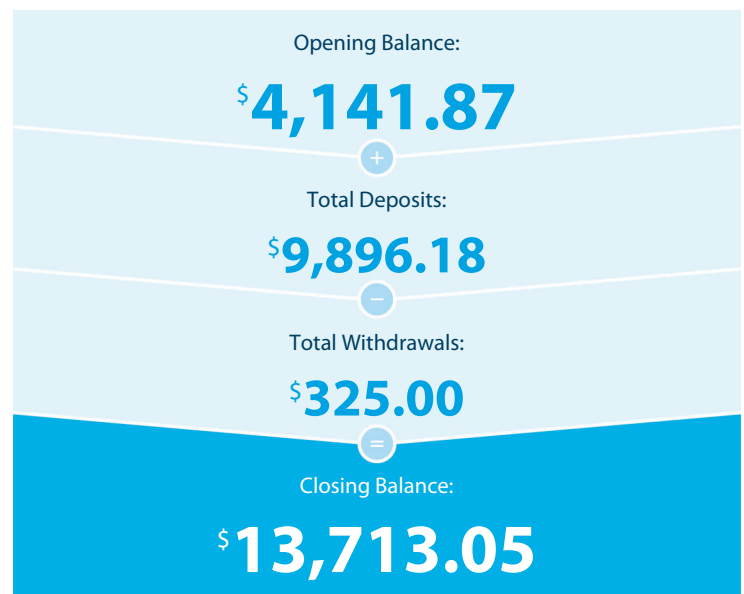 Opening Balance:
$4,141.87
+
Total Deposits:
$9,896.18
−
Total Withdrawals:
$325.00
=
Closing Balance:
$13,713.05